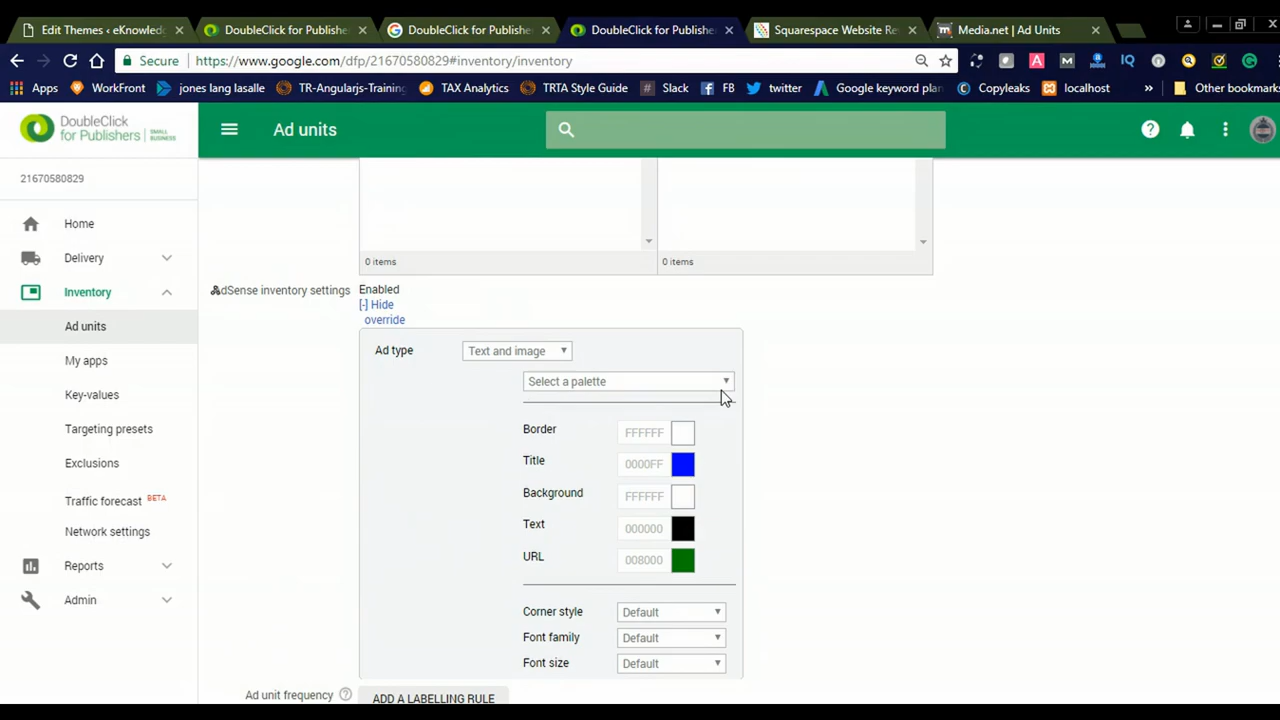 Edit Themes ‹ eKnowled
DoubleClick for Publishe
DoubleClick for Publishe
DoubleClick for Publishe
Squarespace Website Re
Media.net | Ad Units
Secure
https://www.google.com/dfp/21670580829#inventory/inventory
Apps
WorkFront
jones lang lasalle
TR-Angularjs-Training
TAX Analytics
TRTA Style Guide
Slack
FB
twitter
Google keyword plan
Copyleaks
localhost
»
Other bookmarks
DoubleClick
for Publishers
SMALL
BUSINESS
Ad units
21670580829
Home
Delivery
Inventory
Ad units
My apps
Key-values
Targeting presets
Exclusions
Traffic forecast BETA
Network settings
Reports
Admin
0 items
0 items
AdSense inventory settings
Enabled
[-] Hide
override
Ad type
Text and image
Select a palette
Border
FFFFFF
Title
0000FF
Background
FFFFFF
Text
000000
URL
008000
Corner style
Default
Font family
Default
Font size
Default
Ad unit frequency
ADD A LABELLING RULE